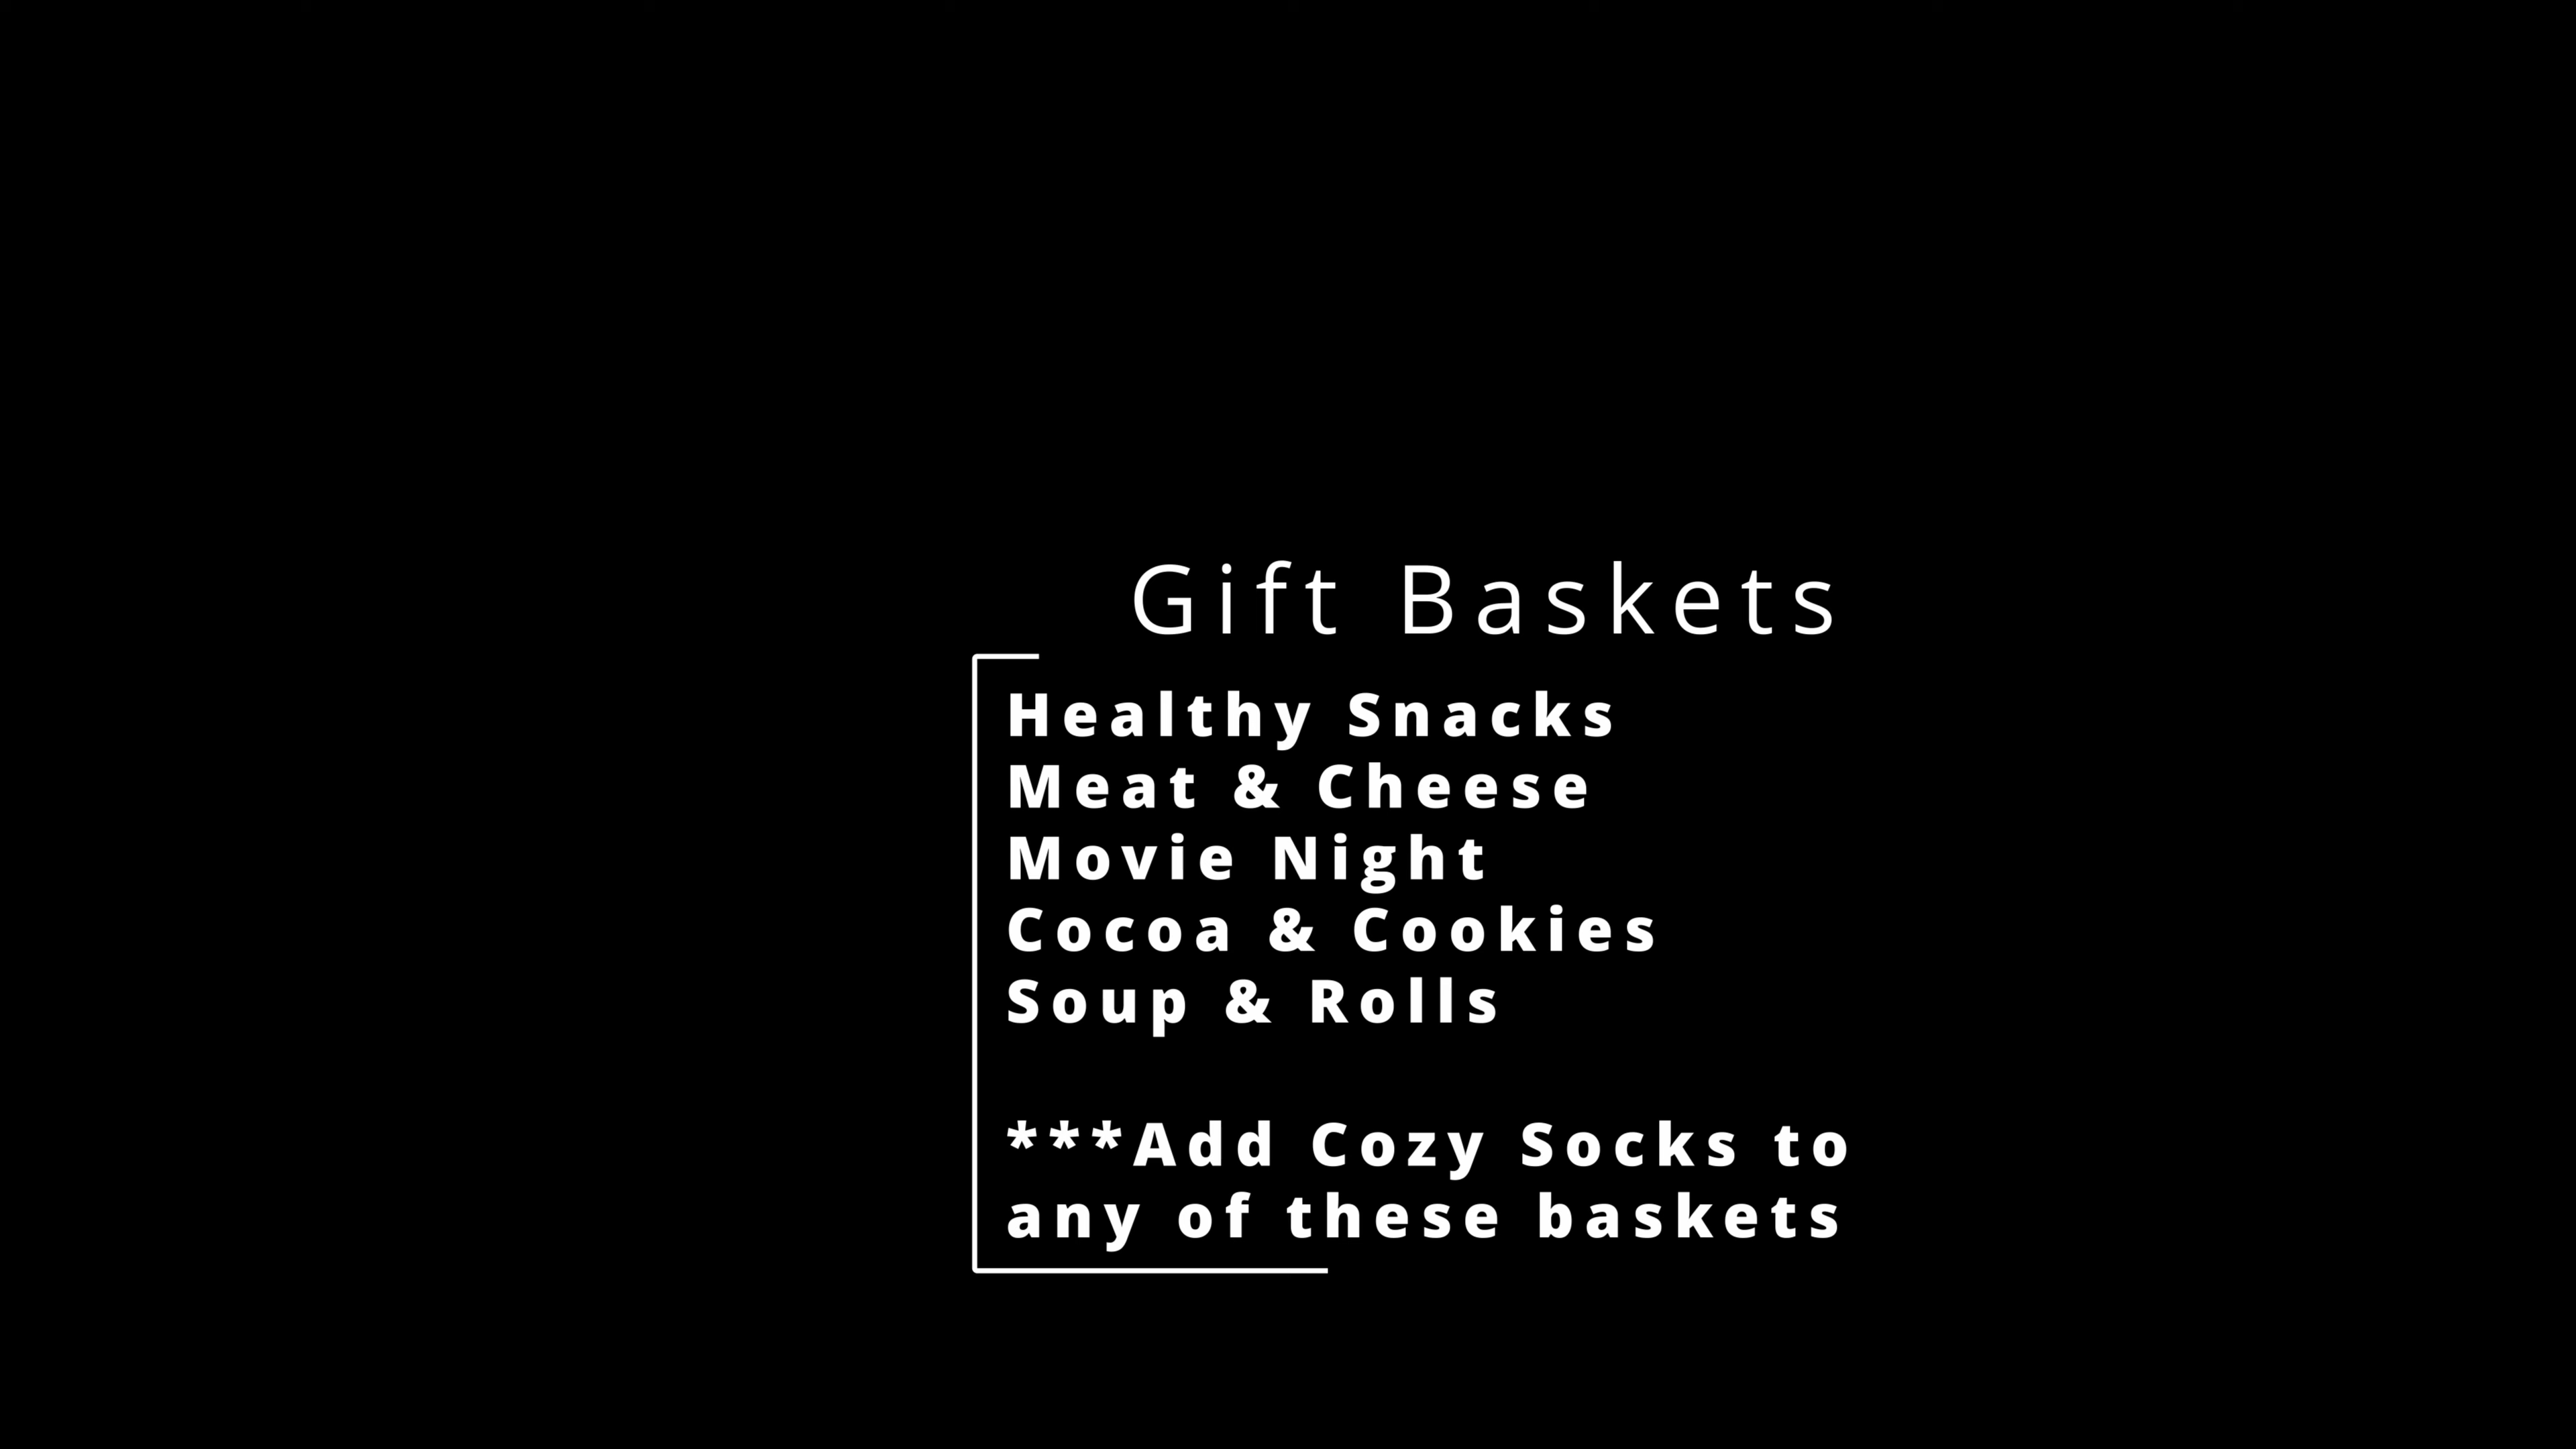 Gift Baskets
Healthy Snacks
Meat & Cheese
Movie Night
Cocoa & Cookies
Soup & Rolls
***Add Cozy Socks to
any of these baskets